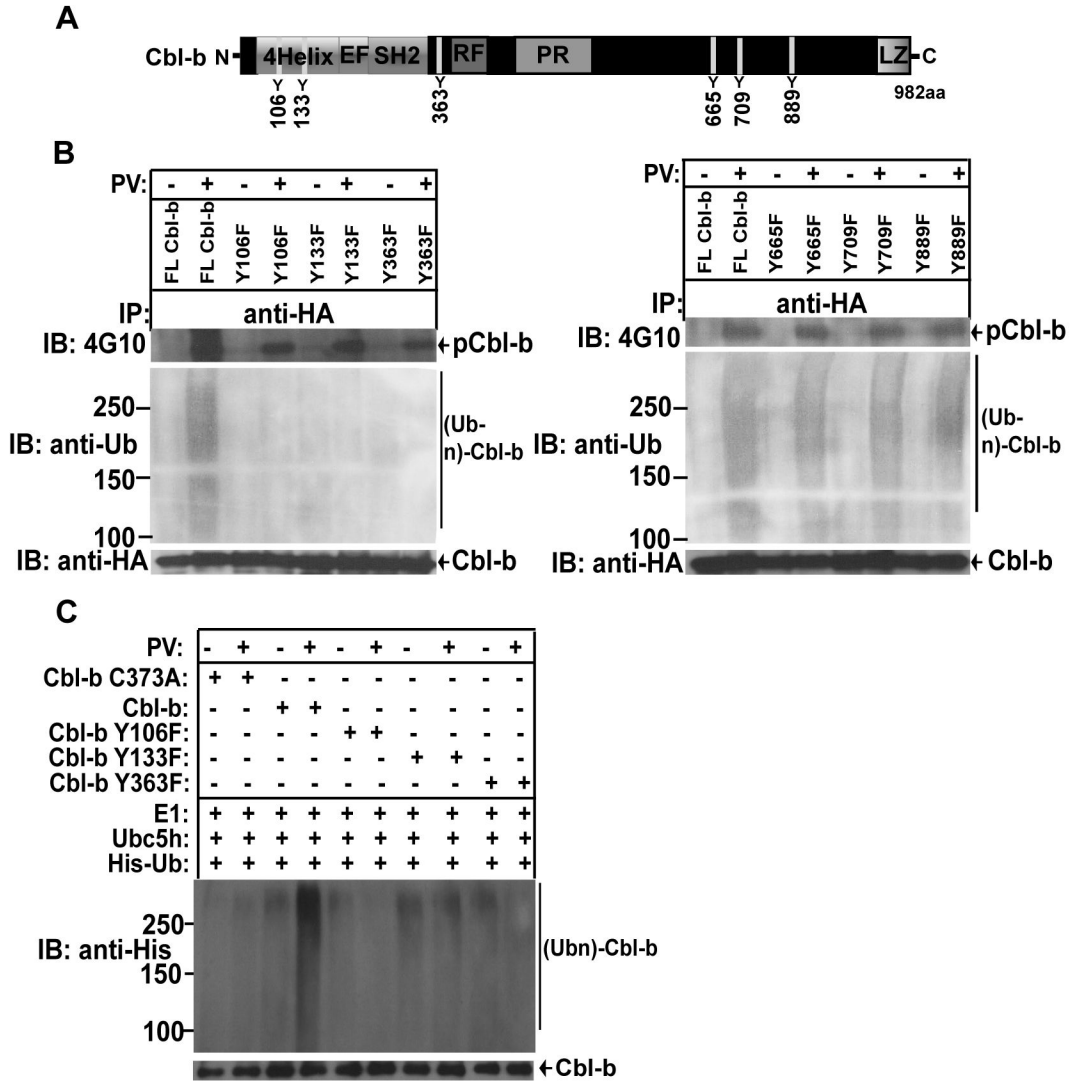 A
Cbl-b N 4Helix EF SH2 RF PR LZ C
Y Y Y Y Y Y
106 133 363 665 709 889 982aa
B
PV: - + - + - + - +
FL Cbl-b FL Cbl-b Y106F Y106F Y133F Y133F Y363F Y363F
IP: anti-HA
IB: 4G10 pCbl-b
250
IB: anti-Ub
150
100
(Ub-
n)-Cbl-b
IB: anti-HA Cbl-b
PV: - + - + - + - +
FL Cbl-b FL Cbl-b Y665F Y665F Y709F Y709F Y889F Y889F
IP: anti-HA
IB: 4G10 pCbl-b
250
IB: anti-Ub
150
100
(Ub-
n)-Cbl-b
IB: anti-HA Cbl-b
C
PV: - + - + - + - + - +
Cbl-b C373A: + + - - - - - - - -
Cbl-b: - - + + - - - - - -
Cbl-b Y106F: - - - - + + - - - -
Cbl-b Y133F: - - - - - - + + - -
Cbl-b Y363F: - - - - - - - - + +
E1: + + + + + + + + + +
Ubc5h: + + + + + + + + + +
His-Ub: + + + + + + + + + +
250
IB: anti-His
150
100
(Ubn)-Cbl-b
Cbl-b